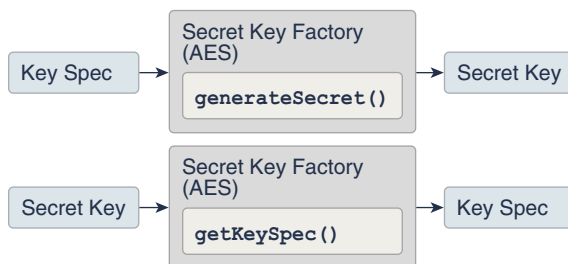 Secret Key Factory
(AES)
Key Spec
generateSecret()
Secret Key
Secret Key Factory
(AES)
Secret Key
getKeySpec()
Key Spec